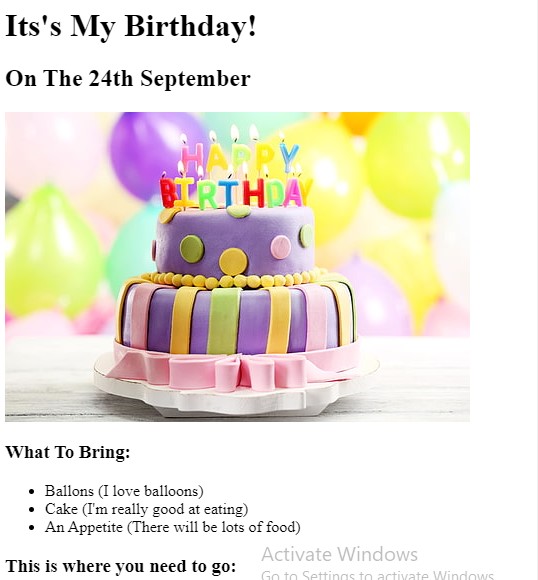 Its's My Birthday!
On The 24th September
HAPPY
BIRTHDAY
What To Bring:
Ballons (I love balloons)
Cake (I'm really good at eating)
An Appetite (There will be lots of food)
This is where you need to go:
Activate Windows
Go to Settings to activate Windows.